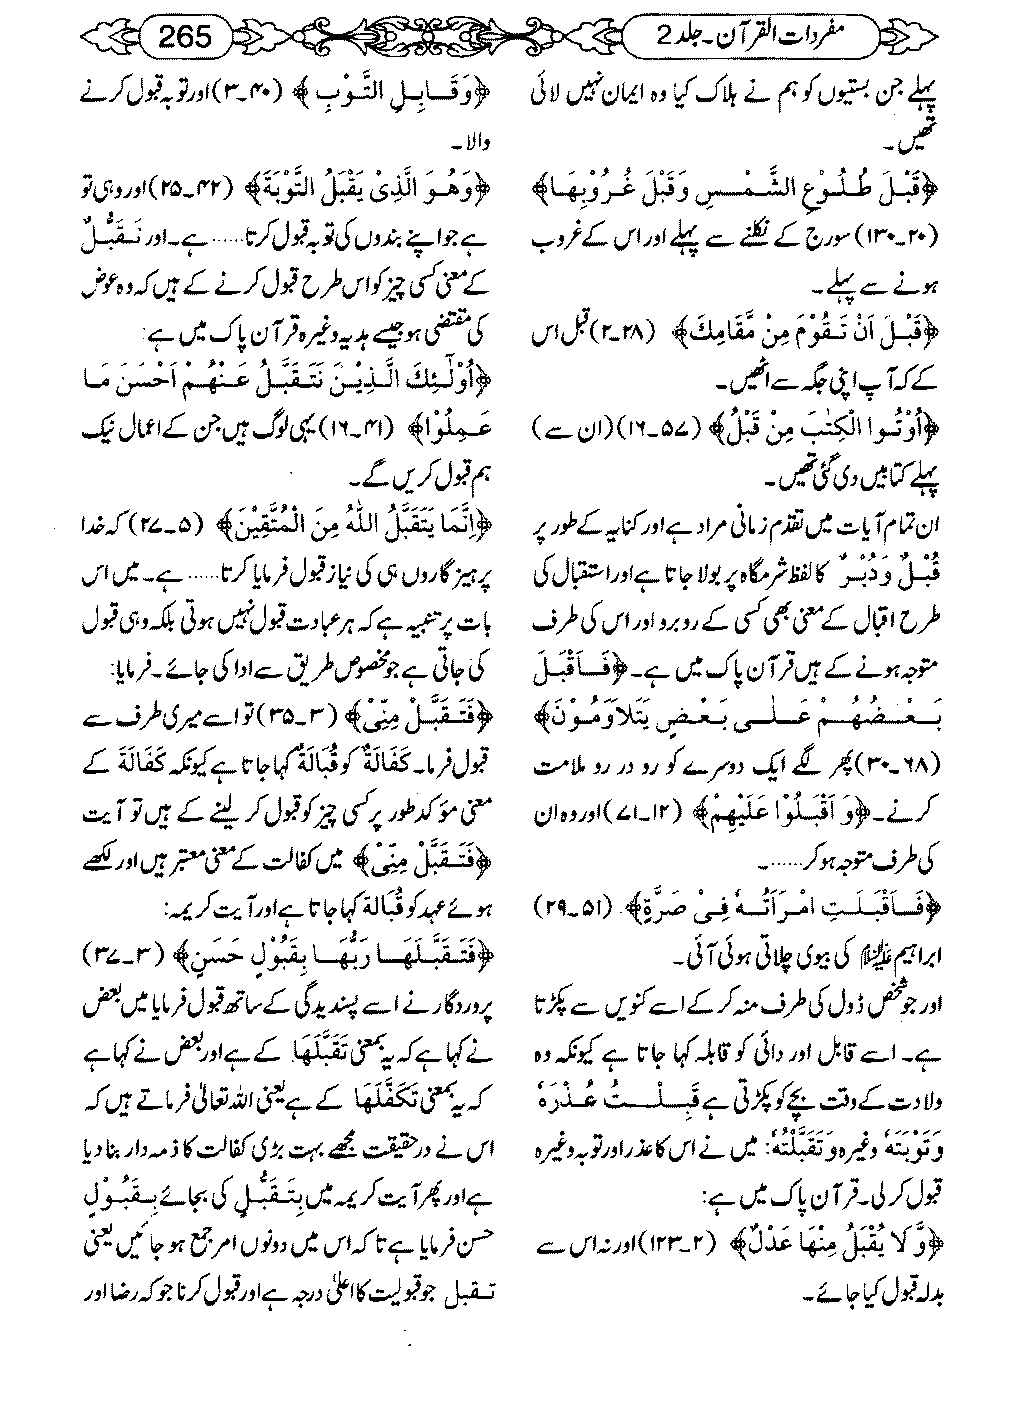 مفردات القرآن۔ جلد 2
265
پہلے جن بستیوں کو ہم نے ہلاک کیا وہ ایمان نہیں لائی
تھیں۔
﴿قَبْلَ طُلُوْعِ الشَّمْسِ وَقَبْلَ غُرُوْبِهَا﴾
(۲۰۔۱۳۰) سورج کے نکلنے سے پہلے اور اس کے غروب
ہونے سے پہلے۔
﴿قَبْلَ اَنْ تَقُوْمَ مِنْ مَّقَامِكَ﴾ (۲۸۔۲) قبل اس
کے کہ آپ اپنی جگہ سے اٹھیں۔
﴿اُوْتُوا الْكِتٰبَ مِنْ قَبْلُ﴾ (۵۷۔۱۶) (ان سے)
پہلے کتابیں دی گئی تھیں۔
ان تمام آیات میں تقدم زمانی مراد ہے اور کنایہ کے طور پر
قُبُلٌ وَدُبُرٌ کا لفظ شرمگاہ پر بولا جاتا ہے اور استقبال کی
طرح اقبال کے معنی بھی کسی کے روبرو اور اس کی طرف
متوجہ ہونے کے ہیں قرآن پاک میں ہے۔ ﴿فَاَقْبَلَ
بَعْضُهُمْ عَلٰى بَعْضٍ يَتَلَاوَمُوْنَ﴾
(۶۸۔۳۰) پھر لگے ایک دوسرے کو رو در رو ملامت
کرنے۔ ﴿وَ اَقْبَلُوْا عَلَيْهِمْ﴾ (۱۲۔۷۱) اور وہ ان
کی طرف متوجہ ہو کر......۔
﴿فَاَقْبَلَتِ امْرَاَتُهٗ فِىْ صَرَّةٍ﴾ (۵۱۔۲۹)
ابراہیم ﷺ کی بیوی چلاتی ہوئی آئی۔
اور جو شخص ڈول کی طرف منہ کر کے اسے کنویں سے پکڑتا
ہے۔ اسے قابل اور دائی کو قابلہ کہا جاتا ہے کیونکہ وہ
ولادت کے وقت بچے کو پکڑتی ہے قَبِلْتُ عُذْرَهٗ
وَتَوْبَتَهٗ وغیرہ وَتَقَبَّلْتُهٗ: میں نے اس کا عذر اور توبہ وغیرہ
قبول کر لی۔ قرآن پاک میں ہے:
﴿وَّلَا يُقْبَلُ مِنْهَا عَدْلٌ﴾ (۲۔۱۲۳) اور نہ اس سے
بدلہ قبول کیا جائے۔
﴿وَقَابِلِ التَّوْبِ﴾ (۴۰۔۳) اور توبہ قبول کرنے
والا۔
﴿وَهُوَ الَّذِىْ يَقْبَلُ التَّوْبَةَ﴾ (۴۲۔۲۵) اور وہی تو
ہے جو اپنے بندوں کی توبہ قبول کرتا...... ہے۔ اور تَقَبُّلٌ
کے معنی کسی چیز کو اس طرح قبول کرنے کے ہیں کہ وہ عوض
کی مقتضی ہو جیسے ہدیہ وغیرہ قرآن پاک میں ہے:
﴿اُوْلٰٓئِكَ الَّذِيْنَ نَتَقَبَّلُ عَنْهُمْ اَحْسَنَ مَا
عَمِلُوْا﴾ (۴۱۔۱۶) یہی لوگ ہیں جن کے اعمال نیک
ہم قبول کریں گے۔
﴿اِنَّمَا يَتَقَبَّلُ اللّٰهُ مِنَ الْمُتَّقِيْنَ﴾ (۵۔۲۷) کہ خدا
پرہیز گاروں ہی کی نیاز قبول فرمایا کرتا...... ہے۔ میں اس
بات پر تنبیہ ہے کہ ہر عبادت قبول نہیں ہوتی بلکہ وہی قبول
کی جاتی ہے جو مخصوص طریق سے ادا کی جائے۔ فرمایا:
﴿فَتَقَبَّلْ مِنِّىْ﴾ (۳۔۳۵) تو اسے میری طرف سے
قبول فرما۔ كَفَالَةٌ کو قُبَالَةٌ کہا جاتا ہے کیونکہ كَفَالَةَ کے
معنی مؤکد طور پر کسی چیز کو قبول کر لینے کے ہیں تو آیت
﴿فَتَقَبَّلْ مِنِّىْ﴾ میں کفالت کے معنی معتبر ہیں اور لکھے
ہوئے عہد کو قُبَالَة کہا جاتا ہے اور آیت کریمہ:
﴿فَتَقَبَّلَهَا رَبُّهَا بِقَبُوْلٍ حَسَنٍ﴾ (۳۔۳۷)
پروردگار نے اسے پسندیدگی کے ساتھ قبول فرمایا میں بعض
نے کہا ہے کہ یہ بمعنی تَقَبَّلَهَا کے ہے اور بعض نے کہا ہے
کہ یہ بمعنی تَكَفَّلَهَا کے ہے یعنی اللہ تعالیٰ فرماتے ہیں کہ
اس نے در حقیقت مجھے بہت بڑی کفالت کا ذمہ دار بنا دیا
ہے اور پھر آیت کریمہ میں بِتَقَبُّلٍ کی بجائے بِقَبُوْلٍ
حسن فرمایا ہے تا کہ اس میں دونوں امر جمع ہو جائیں یعنی
تقبل جو قبولیت کا اعلیٰ درجہ ہے اور قبول کرنا جو کہ رضا اور